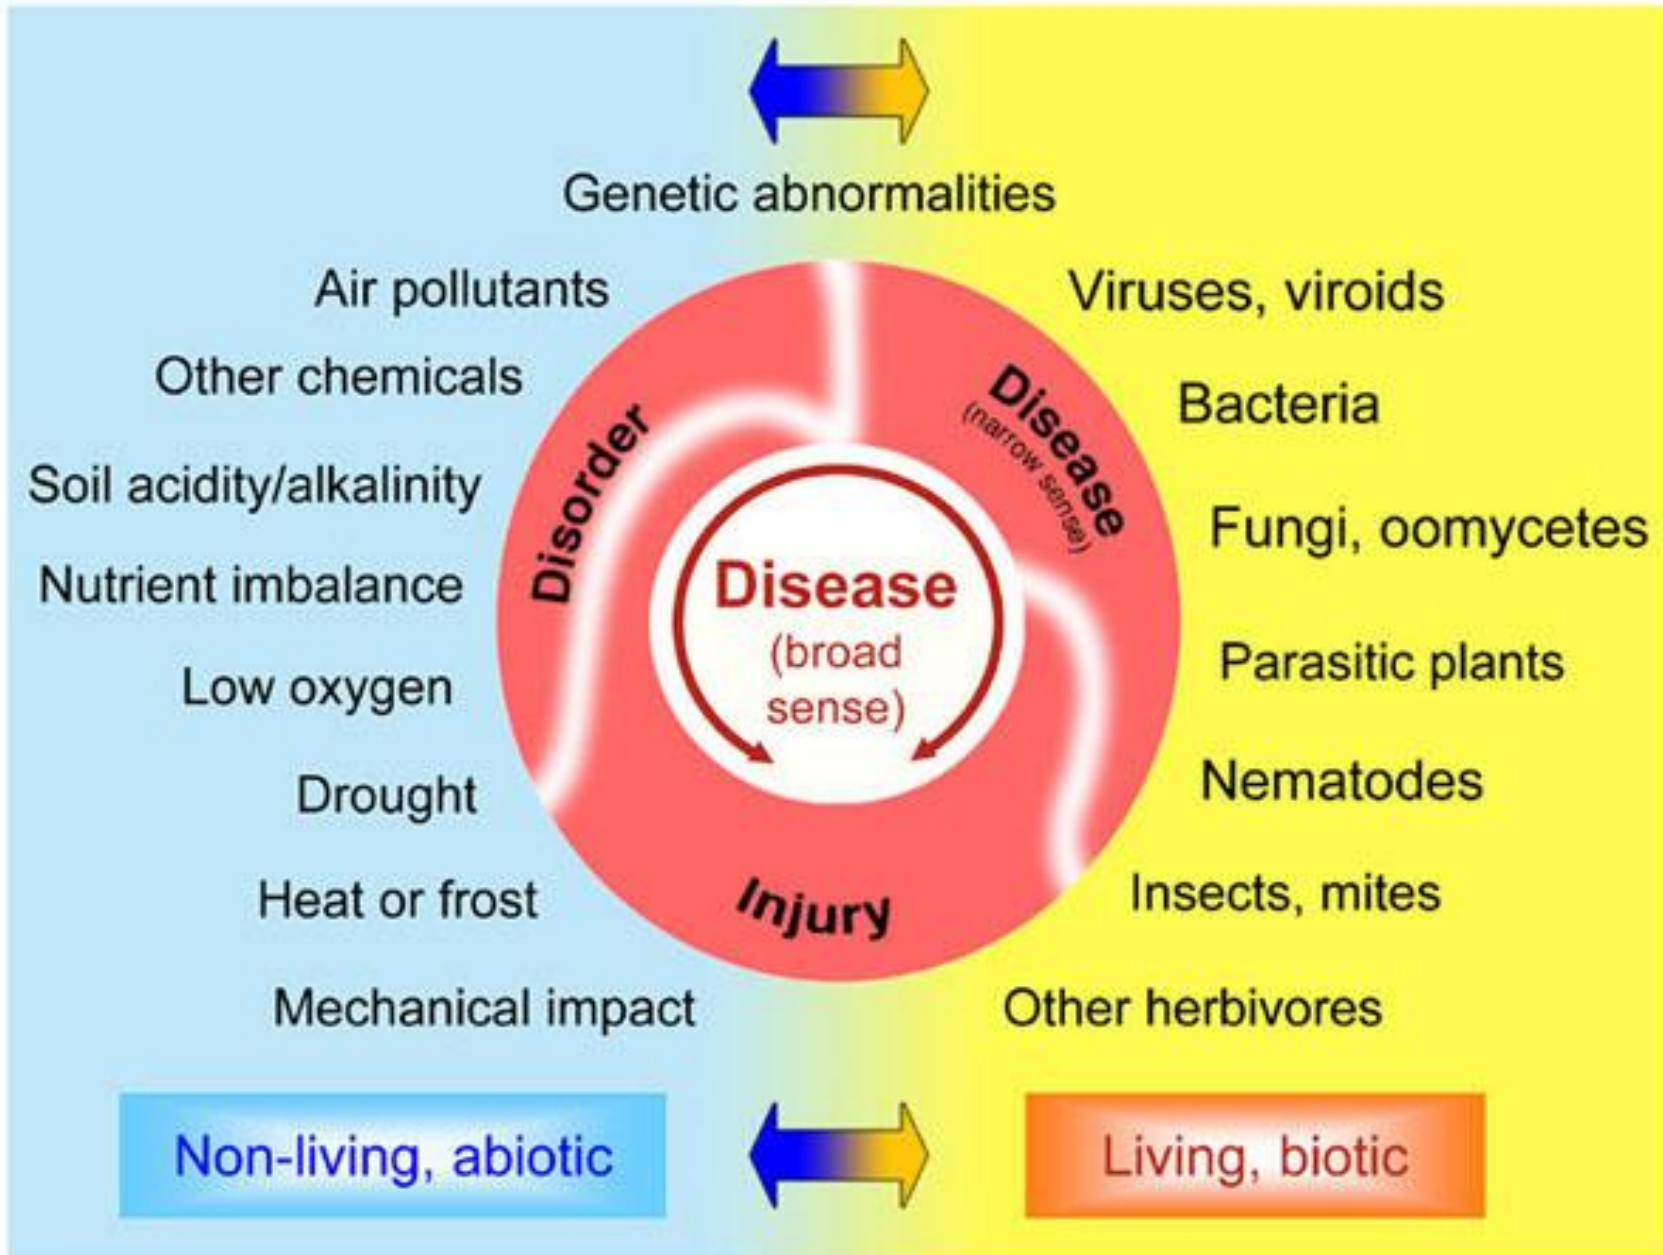 Genetic abnormalities
Air pollutants
Other chemicals
Soil acidity/alkalinity
Nutrient imbalance
Low oxygen
Drought
Heat or frost
Mechanical impact
Non-living, abiotic
Disorder
Disease
(broad
sense)
Injury
Disease
(narrow sense)
Viruses, viroids
Bacteria
Fungi, oomycetes
Parasitic plants
Nematodes
Insects, mites
Other herbivores
Living, biotic